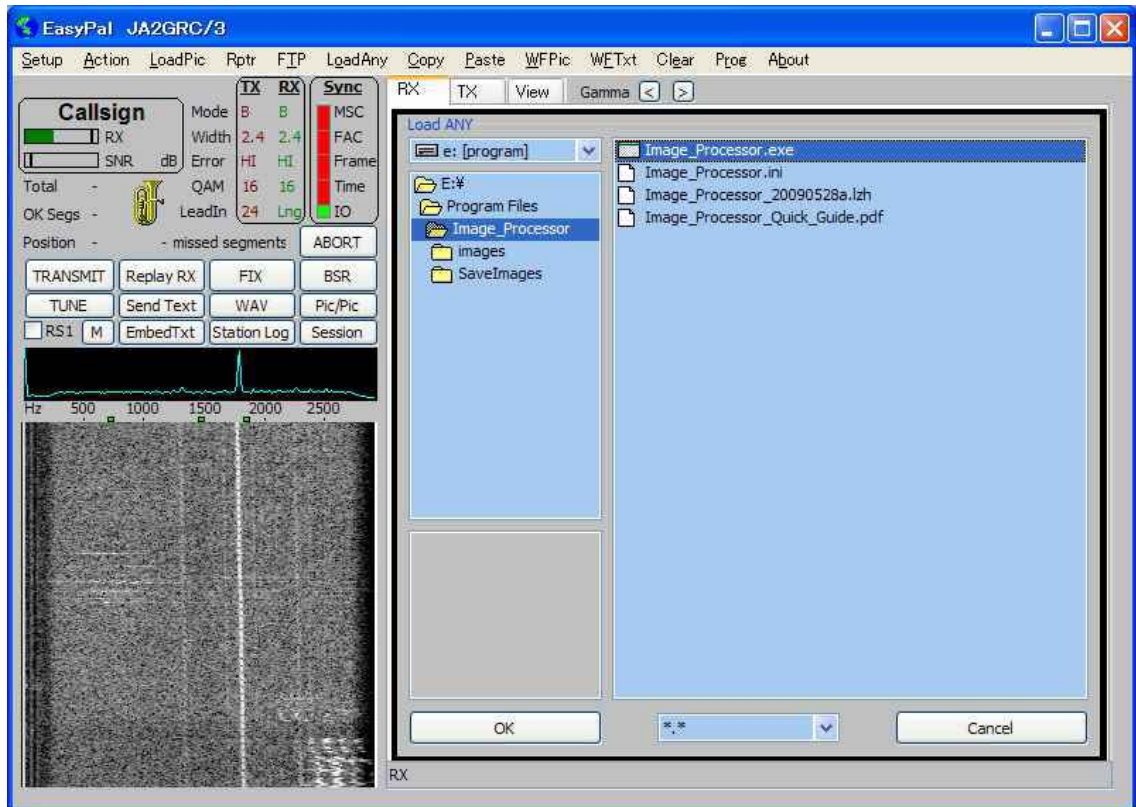 EasyPal JA2GRC/3
Setup Action LoadPic Rptr FTP LoadAny Copy Paste WFPic WFTxt Clear Prog About
TX RX Sync
Callsign
RX
SNR dB
Total -
OK Segs -
Mode B B MSC
Width 2.4 2.4 FAC
Error HI HI Frame
QAM 16 16 Time
LeadIn 24 Lng IO
Position - - missed segments ABORT
TRANSMIT Replay RX FIX BSR
TUNE Send Text WAV Pic/Pic
RS1 M EmbedTxt Station Log Session
Hz 500 1000 1500 2000 2500
RX TX View Gamma < >
Load ANY
e: [program]
E:¥
Program Files
Image_Processor
images
SaveImages
Image_Processor.exe
Image_Processor.ini
Image_Processor_20090528a.lzh
Image_Processor_Quick_Guide.pdf
OK *.* Cancel
RX